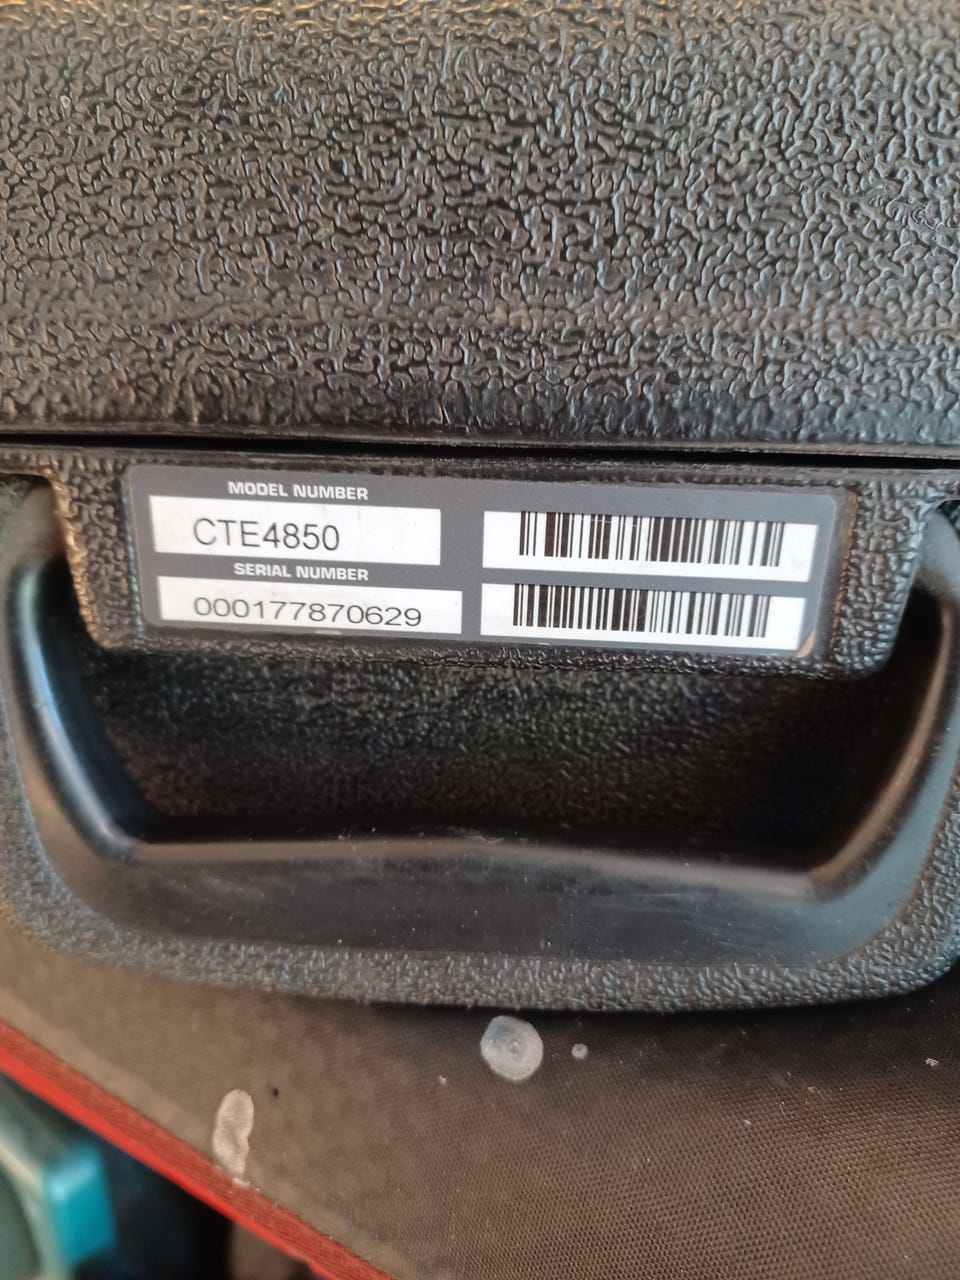 MODEL NUMBER
CTE4850
SERIAL NUMBER
000177870629